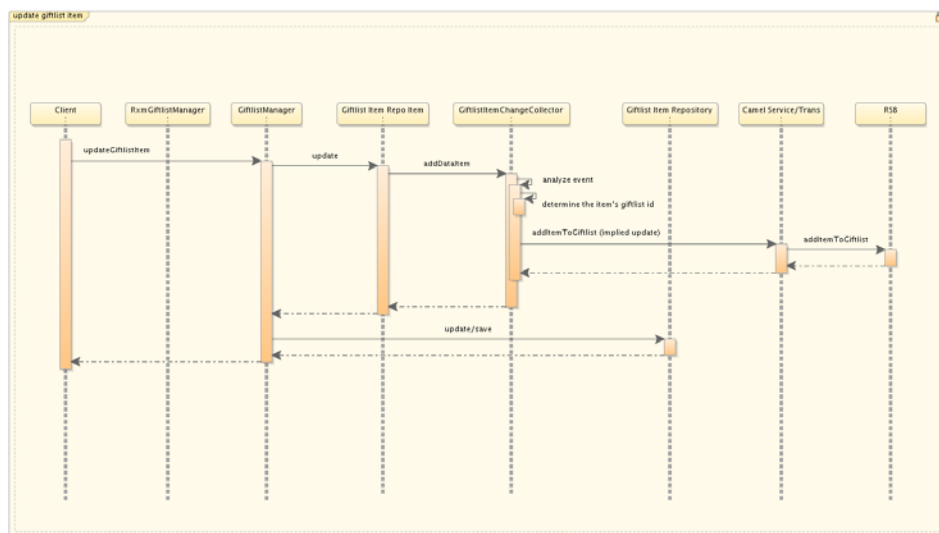 update giftlist item
Client
RxmGiftlistManager
GiftlistManager
Giftlist Item Repo Item
GiftlistItemChangeCollector
Giftlist Item Repository
Camel Service/Trans
RSB
updateGiftlistItem
update
addDataItem
analyze event
determine the item's giftlist id
addItemToGiftlist (implied update)
addItemToGiftlist
update/save